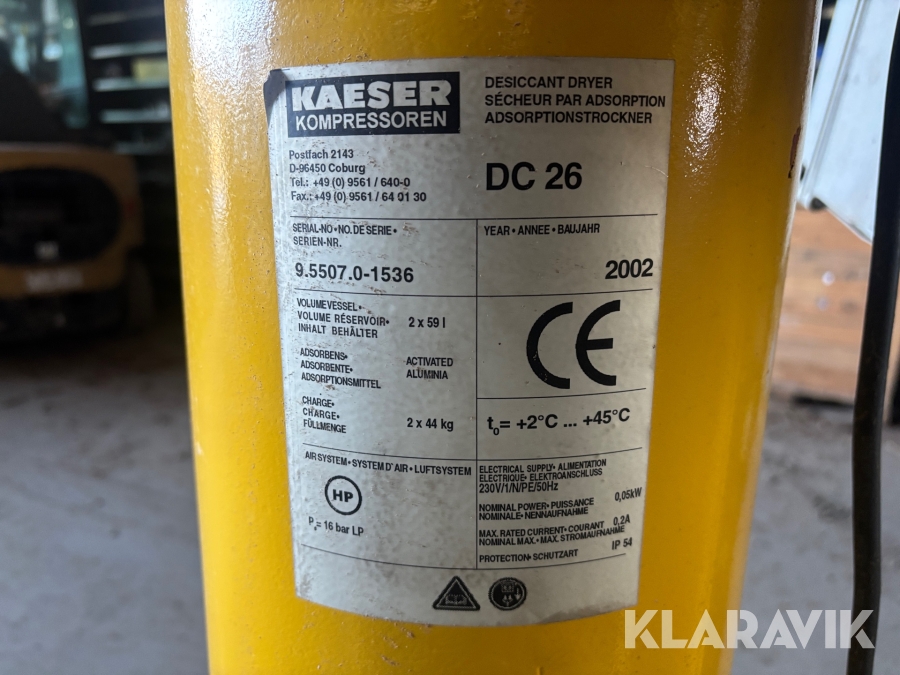 KAESER
KOMPRESSOREN
DESICCANT DRYER
SÉCHEUR PAR ADSORPTION
ADSORPTIONSTROCKNER
Postfach 2143
D-96450 Coburg
Tel.: +49 (0) 9561 / 640-0
Fax.: +49 (0) 9561 / 64 01 30
DC 26
SERIAL-NO•NO.DE SERIE•
SERIEN-NR.
9.5507.0-1536
YEAR • ANNEE • BAUJAHR
2002
VOLUMEVESSEL•
VOLUME RÉSERVOIR•
INHALT BEHÄLTER
2 x 59 l
ADSORBENS•
ADSORBENTE•
ADSORPTIONSMITTEL
ACTIVATED
ALUMINIA
CHARGE•
CHARGE•
FÜLLMENGE
2 x 44 kg
CE
t₀= +2°C ... +45°C
AIR SYSTEM • SYSTEM D'AIR • LUFTSYSTEM
HP
= 16 bar LP
ELECTRICAL SUPPLY• ALIMENTATION
ELECTRIQUE• ELEKTROANSCHLUSS
230V/1/N/PE/50Hz
NOMINAL POWER• PUISSANCE
NOMINALE• NENNAUFNAHME
0,05kW
MAX. RATED CURRENT• COURANT
NOMINAL MAX.• MAX. STROMAUFNAHME
0,2A
PROTECTION• SCHUTZART
IP 54
KLARAVIK